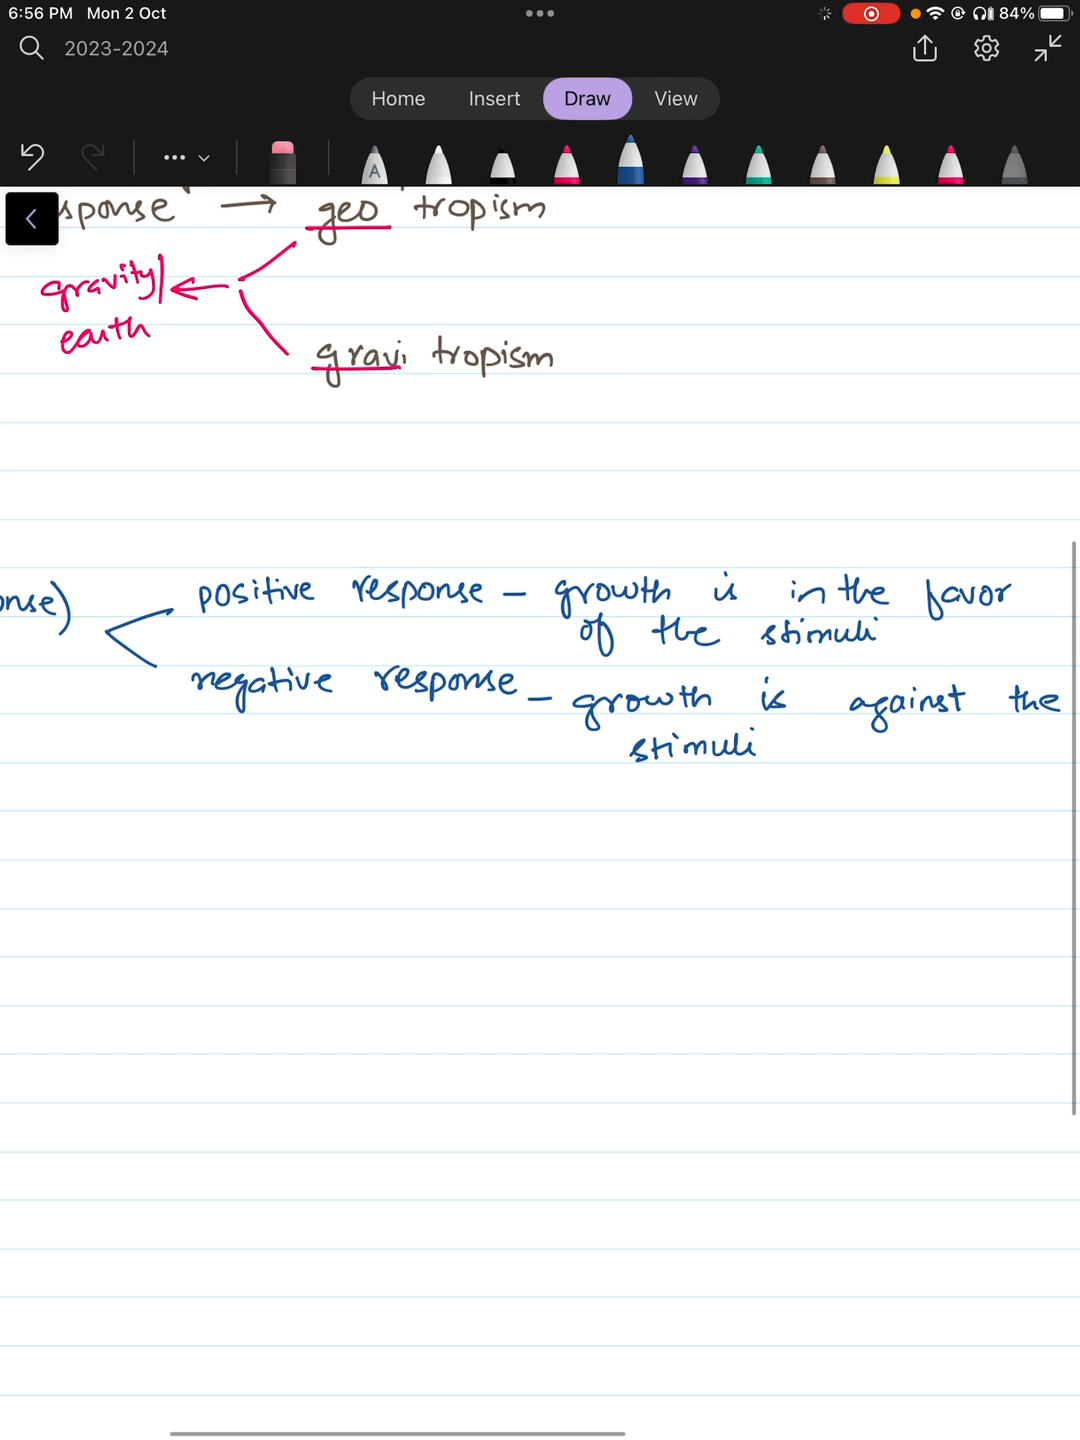 6:56 PM Mon 2 Oct
84%
2023-2024
Home Insert Draw View
A
sponse → geo tropism
gravity/
earth
gravi tropism
onse)
positive response – growth is in the favor
of the stimuli
negative response – growth is against the
stimuli